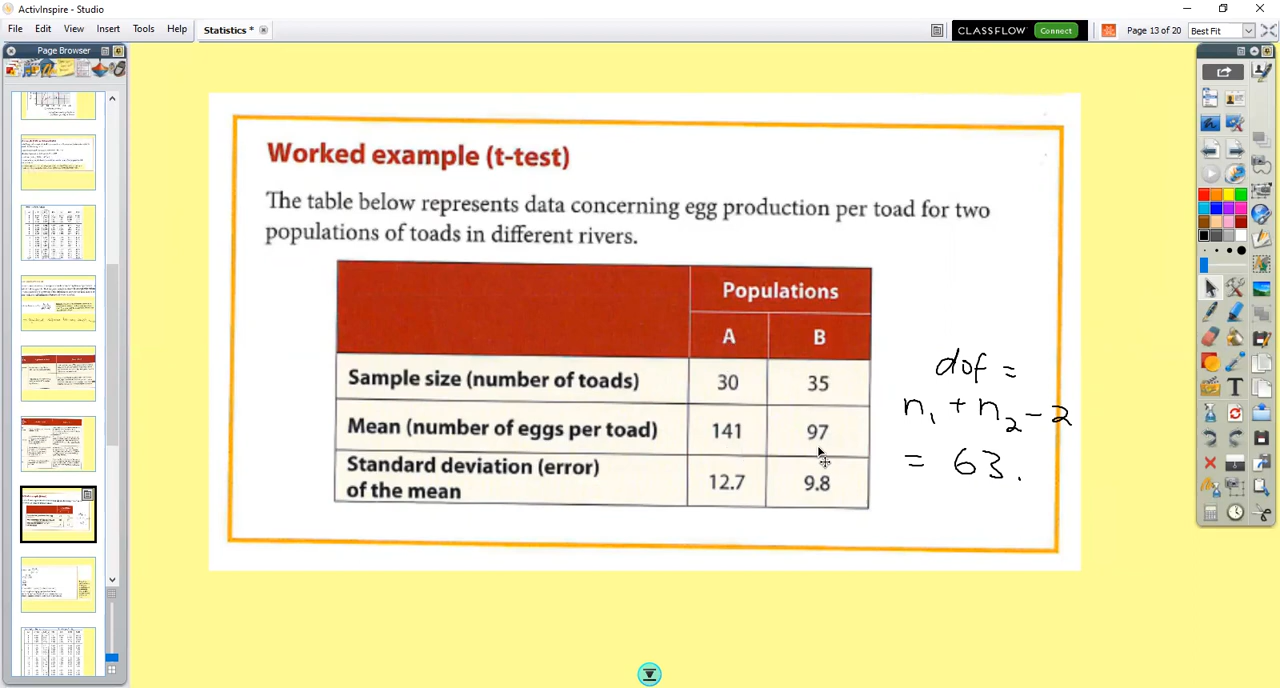 ActivInspire - Studio
File Edit View Insert Tools Help
Statistics *
CLASSFLOW Connect
Page 13 of 20
Best Fit
Page Browser
Worked example (t-test)
The table below represents data concerning egg production per toad for two
populations of toads in different rivers.
Populations
A B
Sample size (number of toads) 30 35
Mean (number of eggs per toad) 141 97
Standard deviation (error)
of the mean 12.7 9.8
dof =
n₁ + n₂ - 2
= 63.